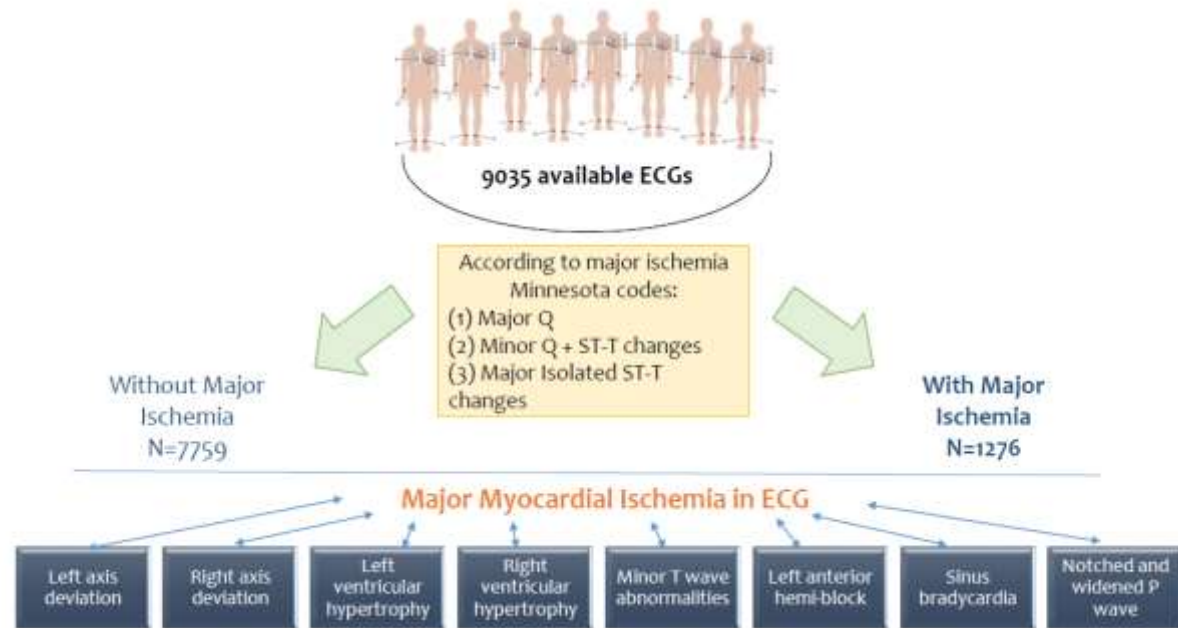 9035 available ECGs
According to major ischemia
Minnesota codes:
(1) Major Q
(2) Minor Q + ST-T changes
(3) Major Isolated ST-T
changes
Without Major
Ischemia
N=7759
With Major
Ischemia
N=1276
Major Myocardial Ischemia in ECG
Left axis
deviation
Right axis
deviation
Left
ventricular
hypertrophy
Right
ventricular
hypertrophy
Minor T wave
abnormalities
Left anterior
hemi-block
Sinus
bradycardia
Notched and
widened P
wave